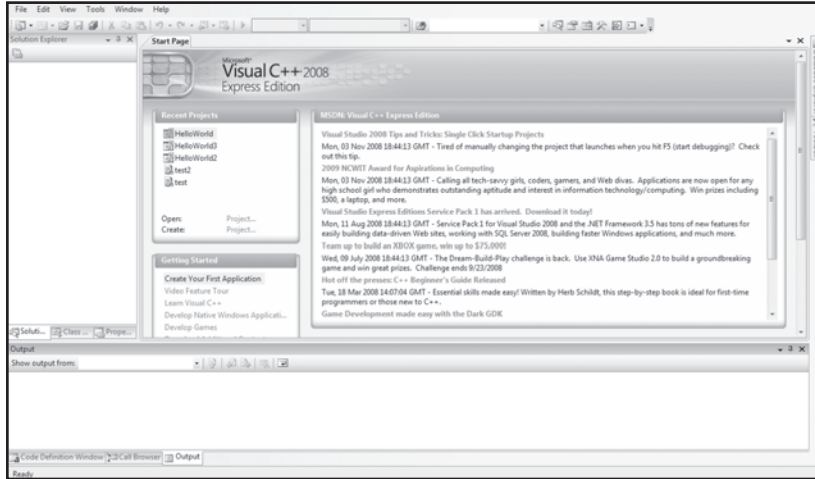 File Edit View Tools Window Help
Solution Explorer
Start Page
Microsoft
Visual C++ 2008
Express Edition
Recent Projects
HelloWorld
HelloWorld3
HelloWorld2
test2
test
Open: Project...
Create: Project...
Getting Started
Create Your First Application
Video Feature Tour
Learn Visual C++
Develop Native Windows Applicati...
Develop Games
MSDN: Visual C++ Express Edition
Visual Studio 2008 Tips and Tricks: Single Click Startup Projects
Mon, 03 Nov 2008 18:44:13 GMT - Tired of manually changing the project that launches when you hit F5 (start debugging)? Check
out this tip.
2009 NCWIT Award for Aspirations in Computing
Mon, 03 Nov 2008 18:44:13 GMT - Calling all tech-savvy girls, coders, gamers, and Web divas. Applications are now open for any
high school girl who demonstrates outstanding aptitude and interest in information technology/computing. Win prizes including
$500, a laptop, and more.
Visual Studio Express Editions Service Pack 1 has arrived. Download it today!
Mon, 11 Aug 2008 18:44:13 GMT - Service Pack 1 for Visual Studio 2008 and the .NET Framework 3.5 has tons of new features for
easily building data-driven Web sites, working with SQL Server 2008, building faster Windows applications, and much more.
Team up to build an XBOX game, win up to $75,000!
Wed, 09 July 2008 18:44:13 GMT - The Dream-Build-Play challenge is back. Use XNA Game Studio 2.0 to build a groundbreaking
game and win great prizes. Challenge ends 9/23/2008
Hot off the presses: C++ Beginner's Guide Released
Tue, 18 Mar 2008 14:07:04 GMT - Essential skills made easy! Written by Herb Schildt, this step-by-step book is ideal for first-time
programmers or those new to C++.
Game Development made easy with the Dark GDK
Soluti... Class ... Prope...
Output
Show output from:
Code Definition Window Call Browser Output
Ready